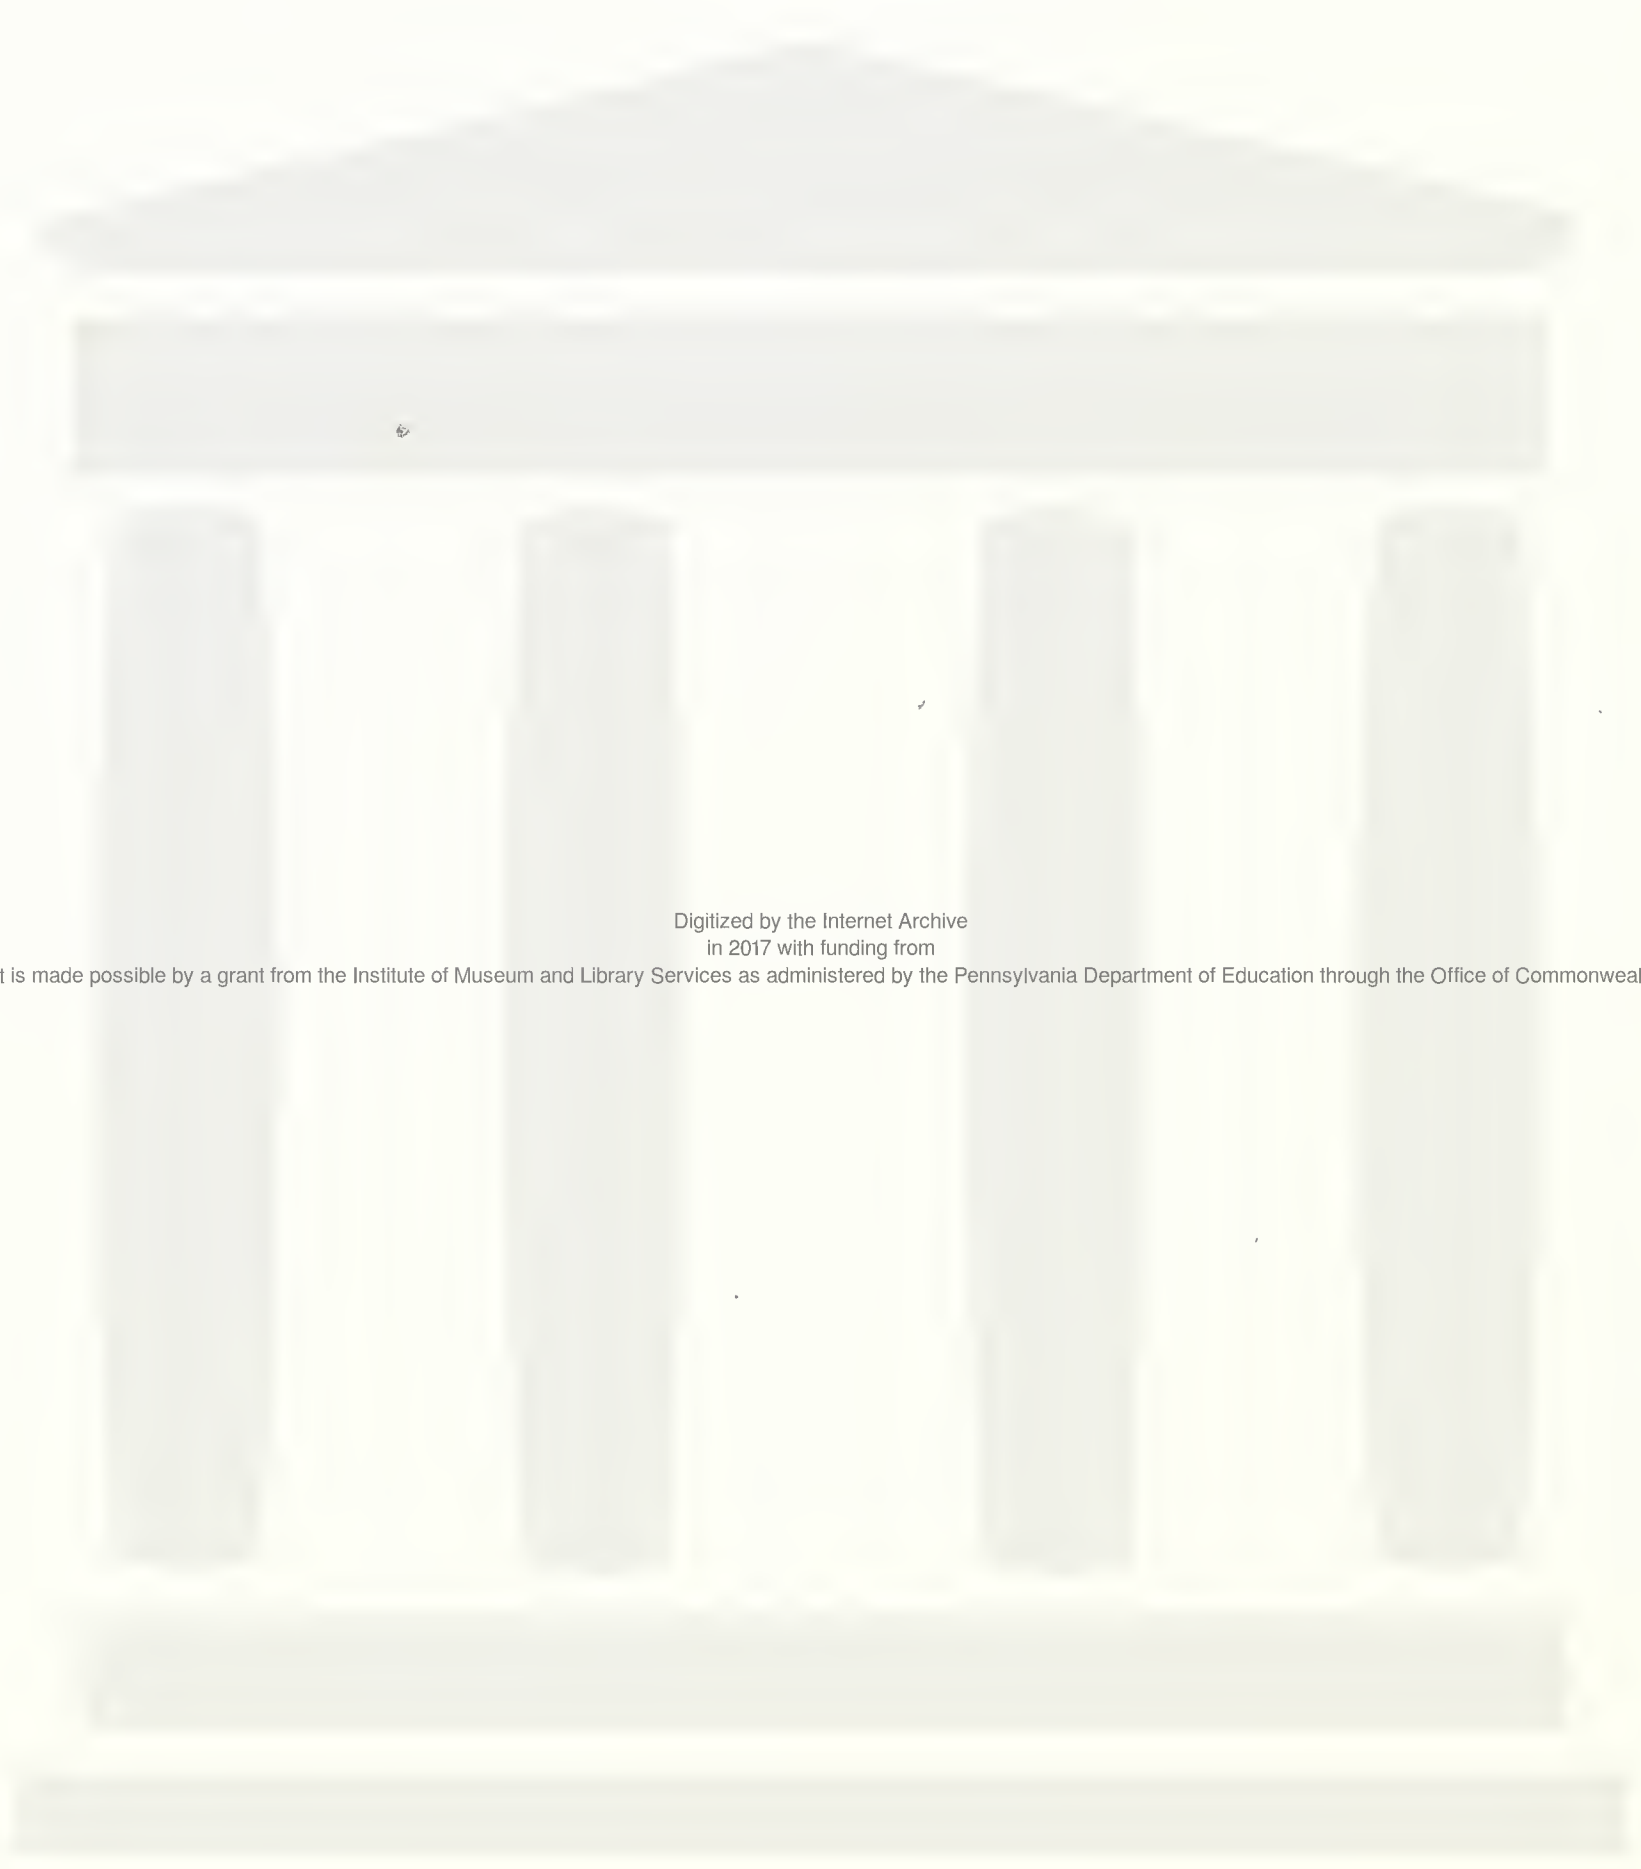 Digitized by the Internet Archive
in 2017 with funding from
t is made possible by a grant from the Institute of Museum and Library Services as administered by the Pennsylvania Department of Education through the Office of Commonweal